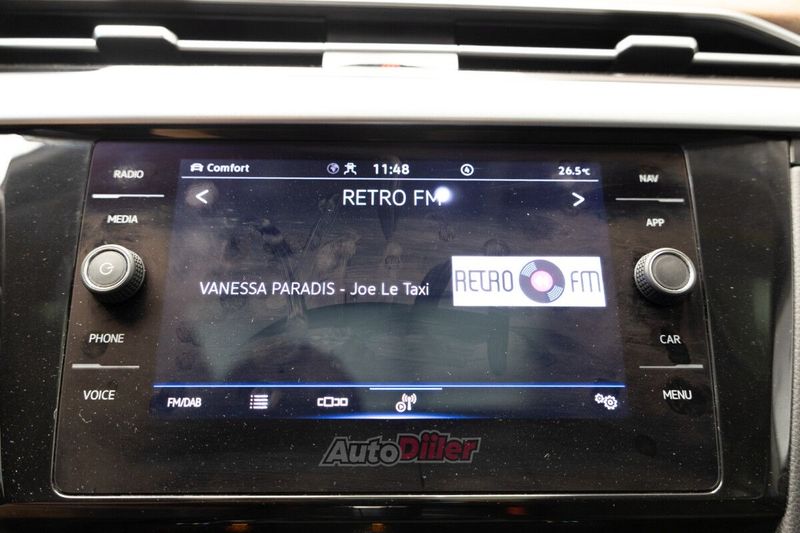 RADIO
MEDIA
PHONE
VOICE
Comfort 11:48 4 26.5°C
< RETRO FM >
VANESSA PARADIS - Joe Le Taxi
RETRO FM
FM/DAB
NAV
APP
CAR
MENU
AutoDiiler